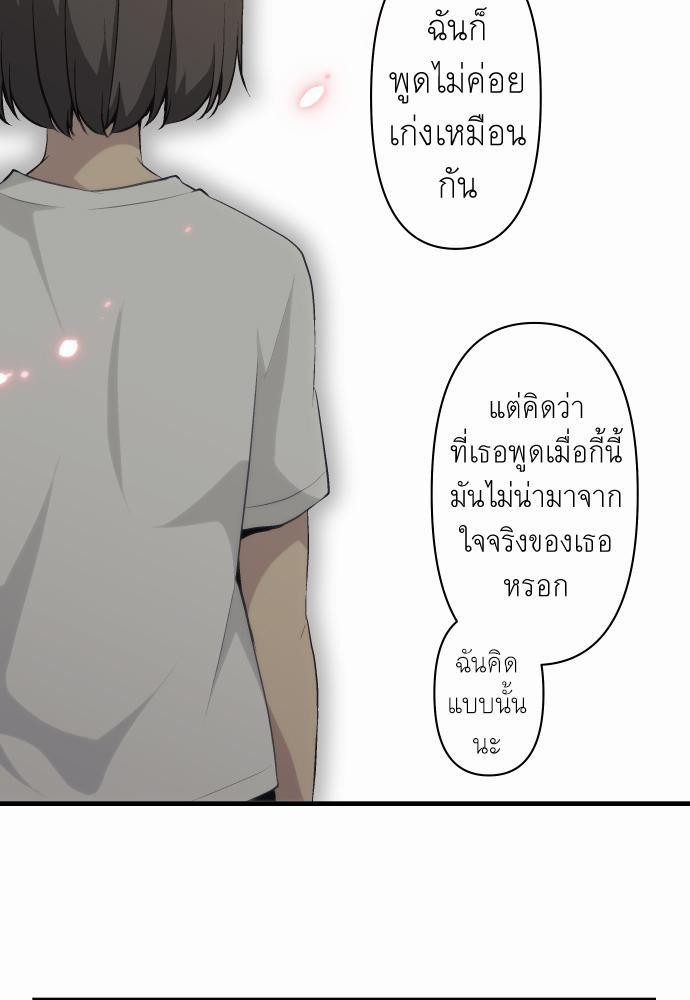 ฉันก็
พูดไม่ค่อย
เก่งเหมือน
กัน
แต่คิดว่า
ที่เธอพูดเมื่อกี้นี้
มันไม่น่ามาจาก
ใจจริงของเธอ
หรอก
ฉันคิด
แบบนั้น
นะ